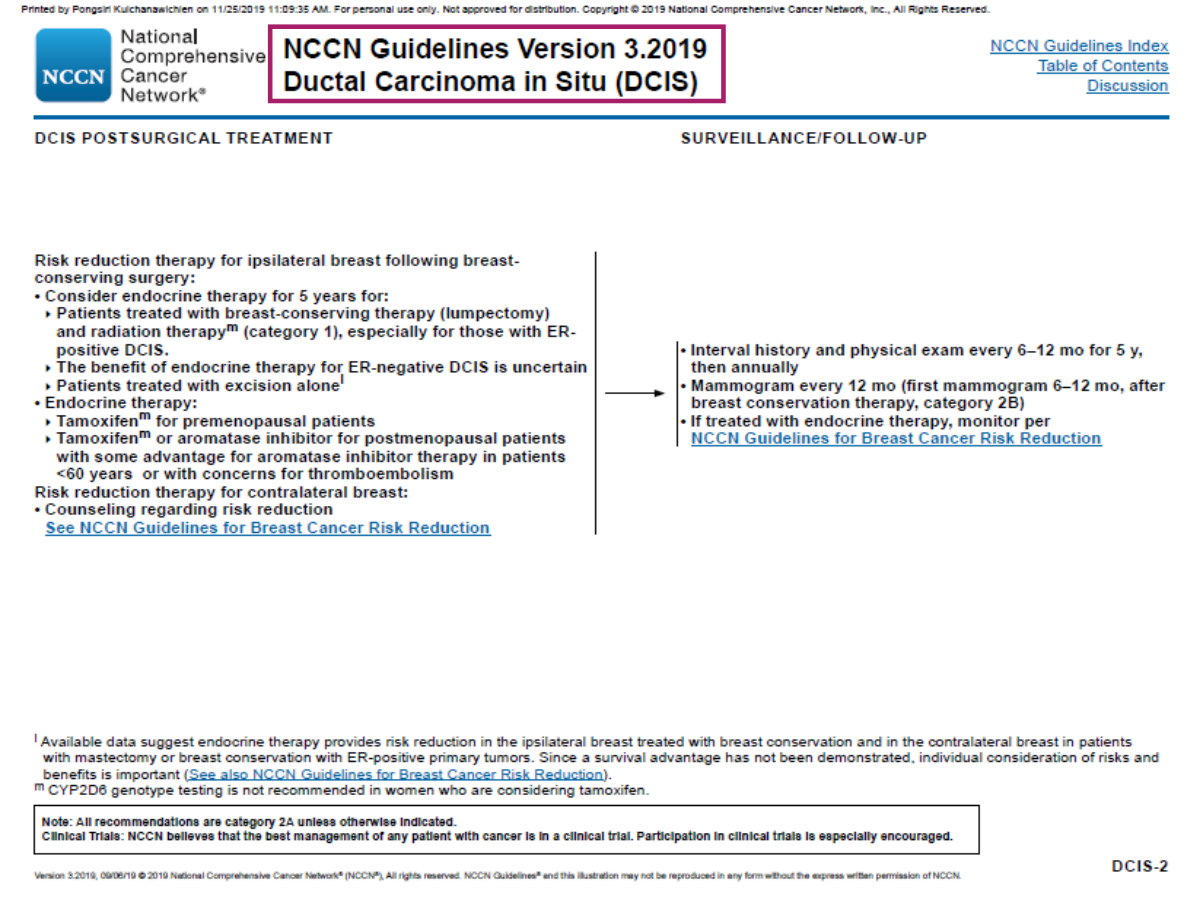 Printed by Pongsiri Kulchanawichien on 11/25/2019 11:09:35 AM. For personal use only. Not approved for distribution. Copyright © 2019 National Comprehensive Cancer Network, Inc., All Rights Reserved.
NCCN
National
Comprehensive
Cancer
Network®
NCCN Guidelines Version 3.2019
Ductal Carcinoma in Situ (DCIS)
NCCN Guidelines Index
Table of Contents
Discussion
DCIS POSTSURGICAL TREATMENT
SURVEILLANCE/FOLLOW-UP
Risk reduction therapy for ipsilateral breast following breast-
conserving surgery:
• Consider endocrine therapy for 5 years for:
▸ Patients treated with breast-conserving therapy (lumpectomy)
and radiation therapyᵐ (category 1), especially for those with ER-
positive DCIS.
▸ The benefit of endocrine therapy for ER-negative DCIS is uncertain
▸ Patients treated with excision aloneˡ
• Endocrine therapy:
▸ Tamoxifenᵐ for premenopausal patients
▸ Tamoxifenᵐ or aromatase inhibitor for postmenopausal patients
with some advantage for aromatase inhibitor therapy in patients
<60 years or with concerns for thromboembolism
Risk reduction therapy for contralateral breast:
• Counseling regarding risk reduction
See NCCN Guidelines for Breast Cancer Risk Reduction
• Interval history and physical exam every 6–12 mo for 5 y,
then annually
• Mammogram every 12 mo (first mammogram 6–12 mo, after
breast conservation therapy, category 2B)
• If treated with endocrine therapy, monitor per
NCCN Guidelines for Breast Cancer Risk Reduction
ˡ Available data suggest endocrine therapy provides risk reduction in the ipsilateral breast treated with breast conservation and in the contralateral breast in patients
with mastectomy or breast conservation with ER-positive primary tumors. Since a survival advantage has not been demonstrated, individual consideration of risks and
benefits is important (See also NCCN Guidelines for Breast Cancer Risk Reduction).
ᵐ CYP2D6 genotype testing is not recommended in women who are considering tamoxifen.
Note: All recommendations are category 2A unless otherwise indicated.
Clinical Trials: NCCN believes that the best management of any patient with cancer is in a clinical trial. Participation in clinical trials is especially encouraged.
DCIS-2
Version 3.2019, 09/06/19 © 2019 National Comprehensive Cancer Network® (NCCN®), All rights reserved. NCCN Guidelines® and this illustration may not be reproduced in any form without the express written permission of NCCN.